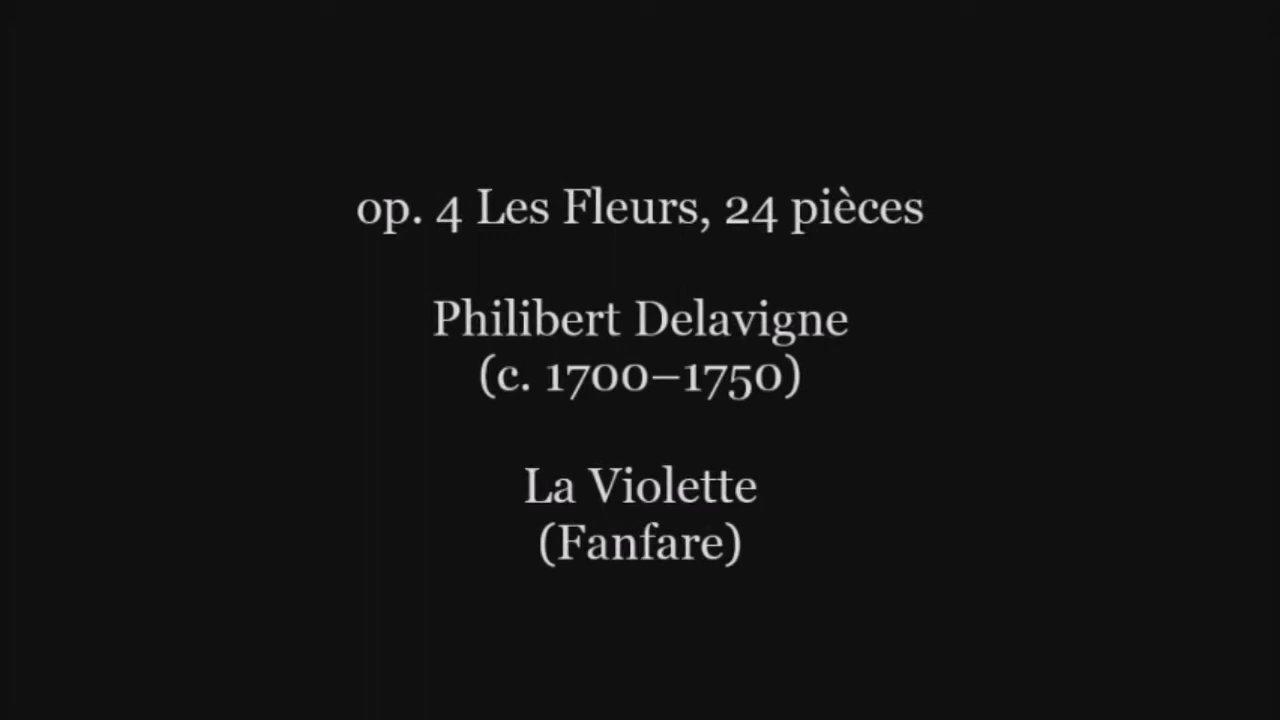 op. 4 Les Fleurs, 24 pièces
Philibert Delavigne
(c. 1700–1750)
La Violette
(Fanfare)